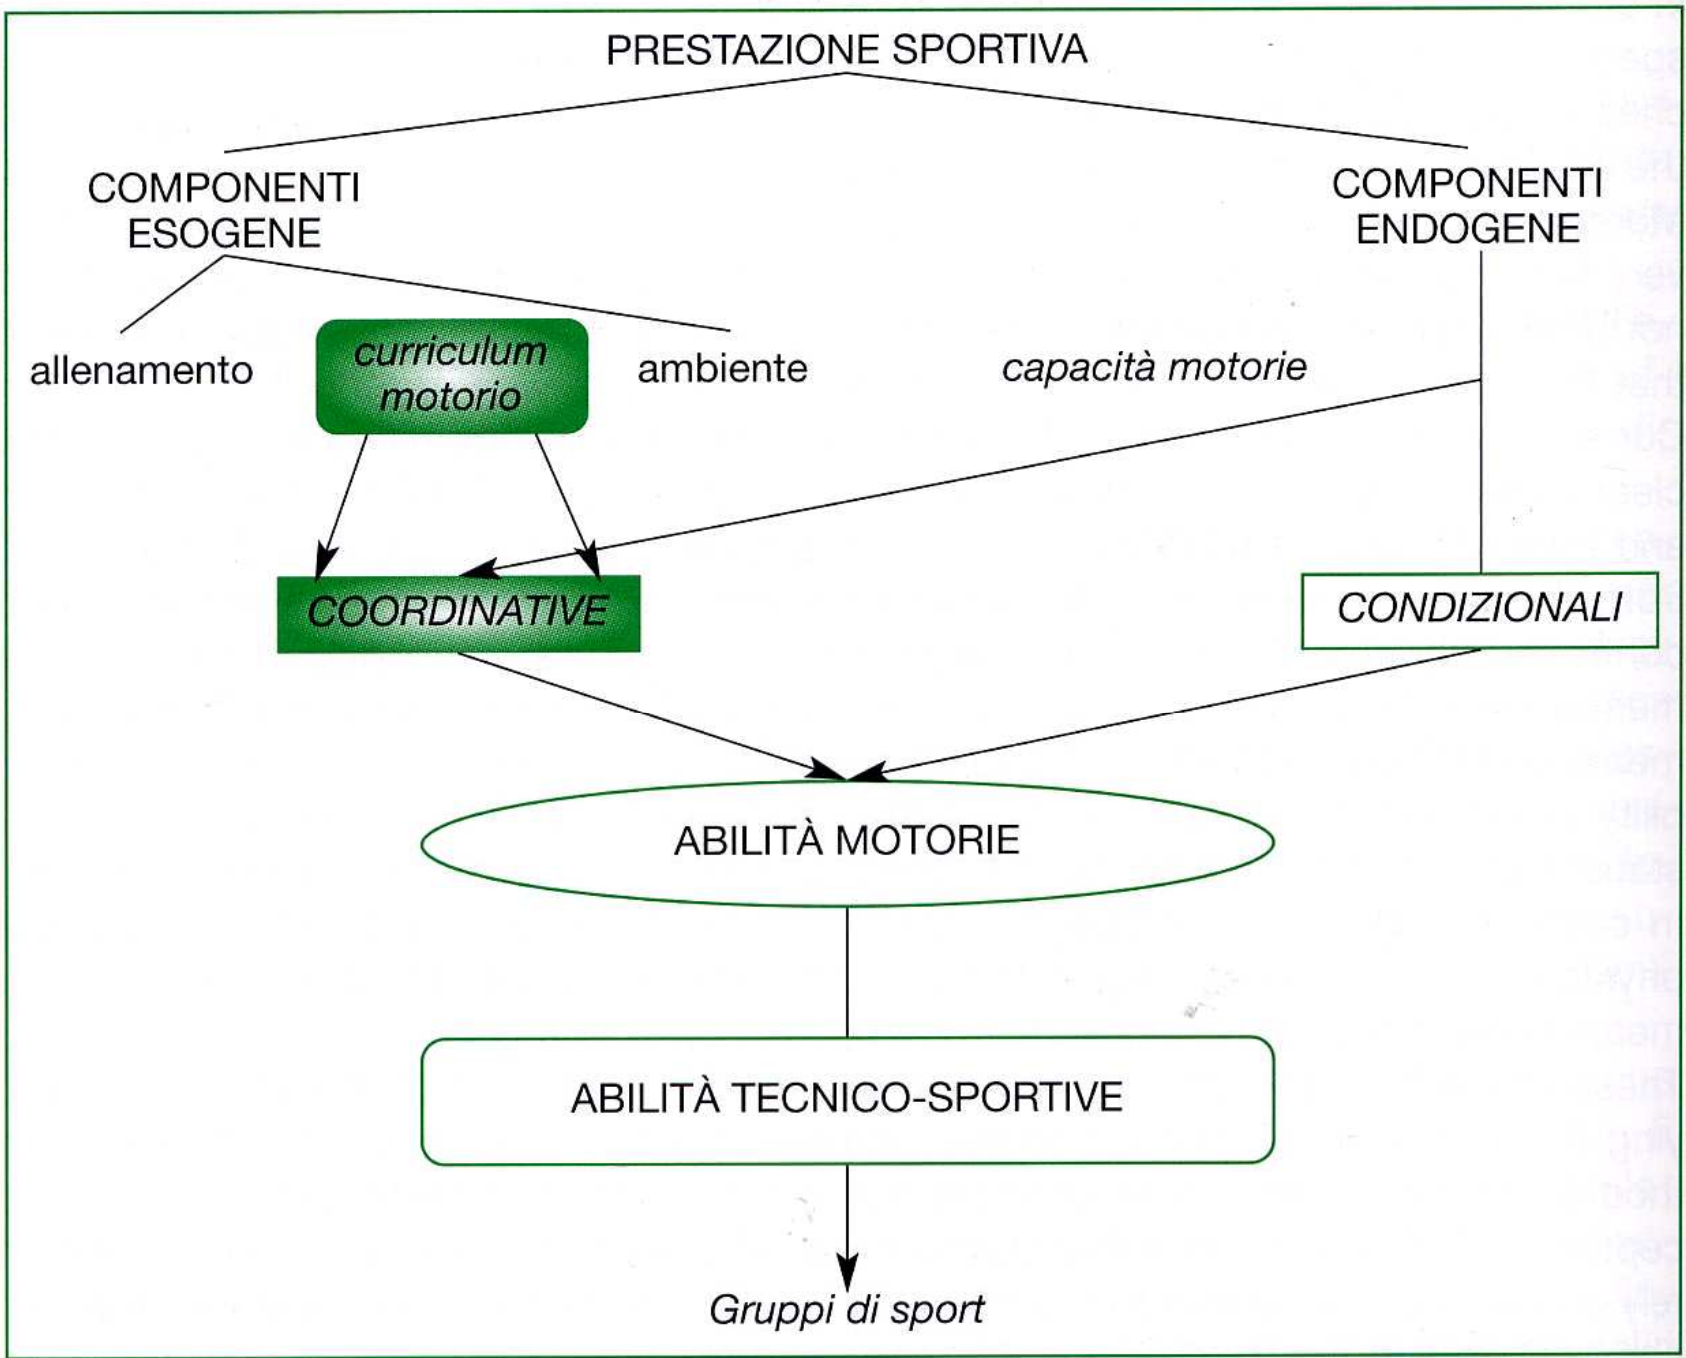 PRESTAZIONE SPORTIVA
COMPONENTI
ESOGENE
COMPONENTI
ENDOGENE
allenamento
curriculum
motorio
ambiente
capacità motorie
COORDINATIVE
CONDIZIONALI
ABILITÀ MOTORIE
ABILITÀ TECNICO-SPORTIVE
Gruppi di sport